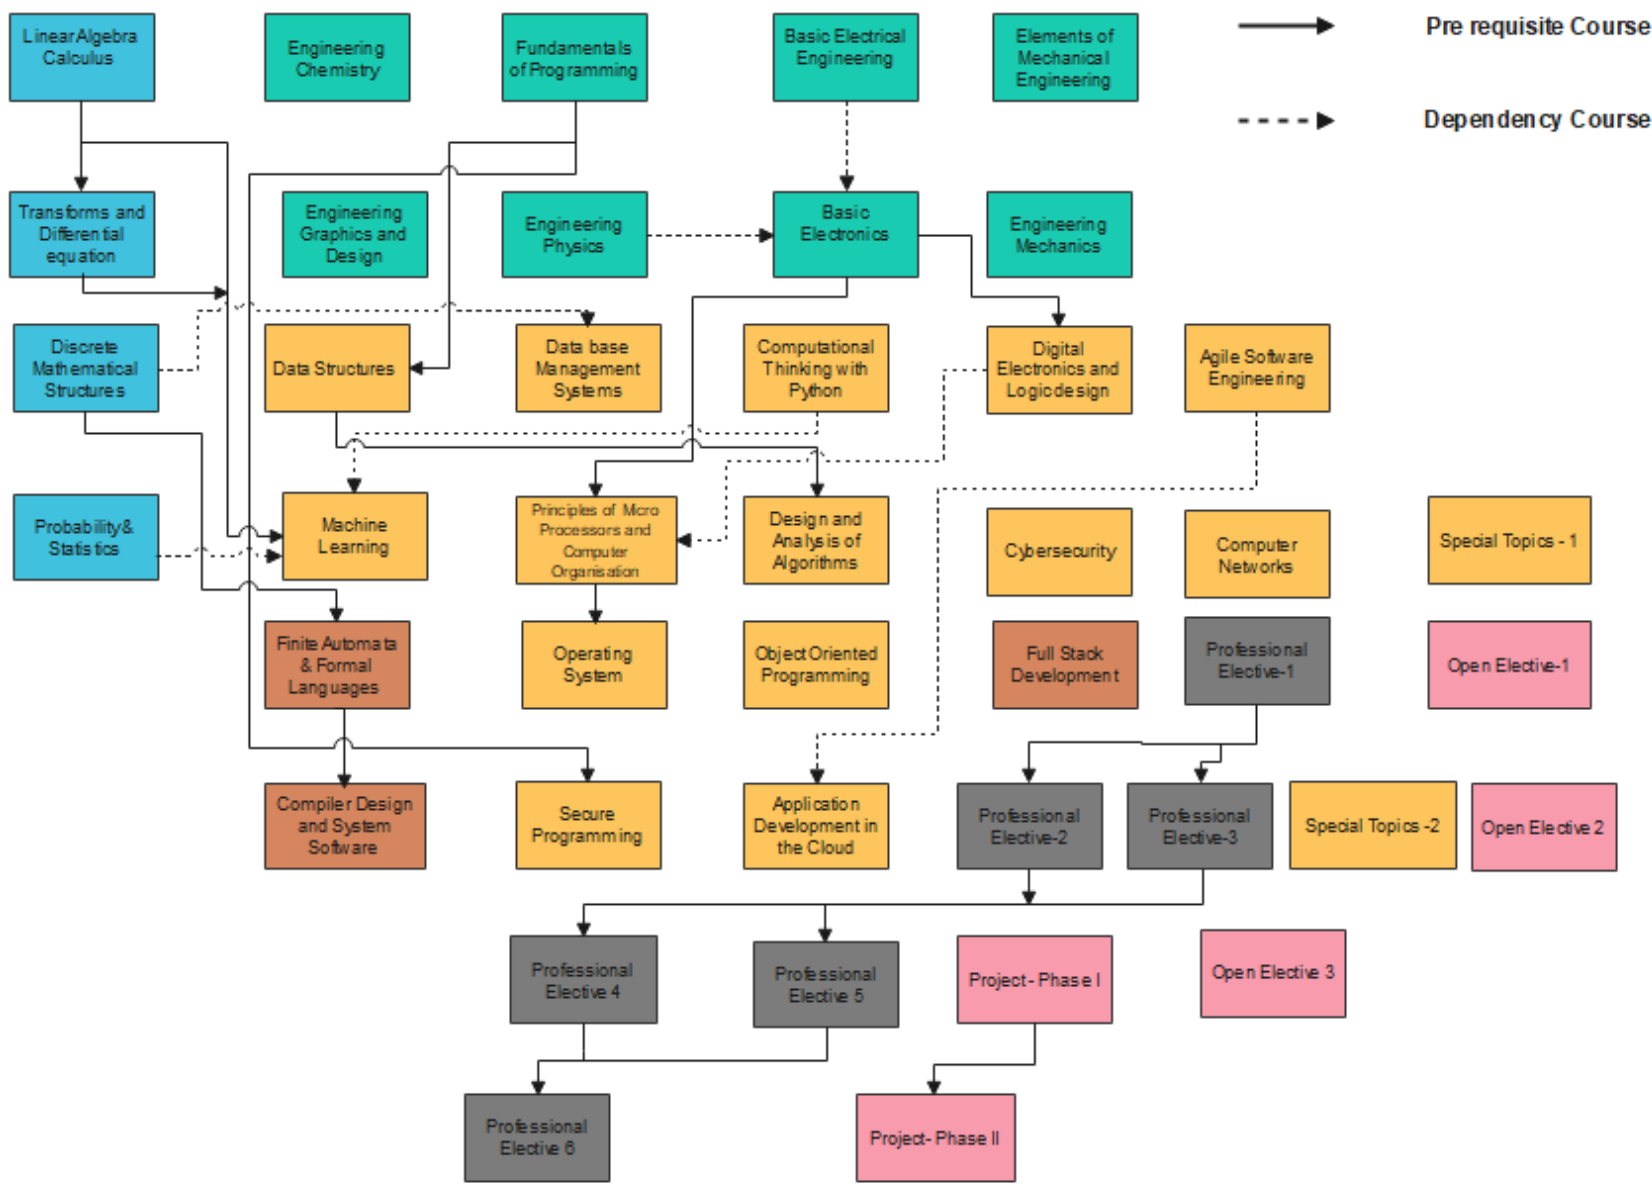 Linear Algebra
Calculus
Engineering
Chemistry
Fundamentals
of Programming
Basic Electrical
Engineering
Elements of
Mechanical
Engineering
Pre requisite Course
Dependency Course
Transforms and
Differential
equation
Engineering
Graphics and
Design
Engineering
Physics
Basic
Electronics
Engineering
Mechanics
Discrete
Mathematical
Structures
Data Structures
Data base
Management
Systems
Computational
Thinking with
Python
Digital
Electronics and
Logic design
Agile Software
Engineering
Probability &
Statistics
Machine
Learning
Principles of Micro
Processors and
Computer
Organisation
Design and
Analysis of
Algorithms
Cybersecurity
Computer
Networks
Special Topics - 1
Finite Automata
& Formal
Languages
Operating
System
Object Oriented
Programming
Full Stack
Development
Professional
Elective-1
Open Elective-1
Compiler Design
and System
Software
Secure
Programming
Application
Development in
the Cloud
Professional
Elective-2
Professional
Elective-3
Special Topics -2
Open Elective 2
Professional
Elective 4
Professional
Elective 5
Project - Phase I
Open Elective 3
Professional
Elective 6
Project- Phase II